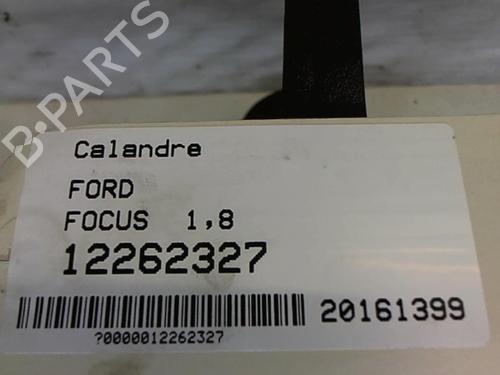 B-PARTS
Calandre
FORD
FOCUS 1,8
12262327
20161399
?0000012262327